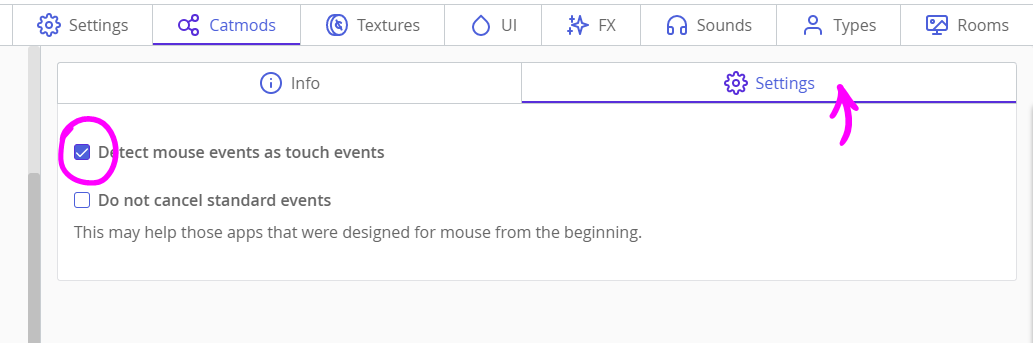 Settings Catmods Textures UI FX Sounds Types Rooms
Info Settings
Detect mouse events as touch events
Do not cancel standard events
This may help those apps that were designed for mouse from the beginning.